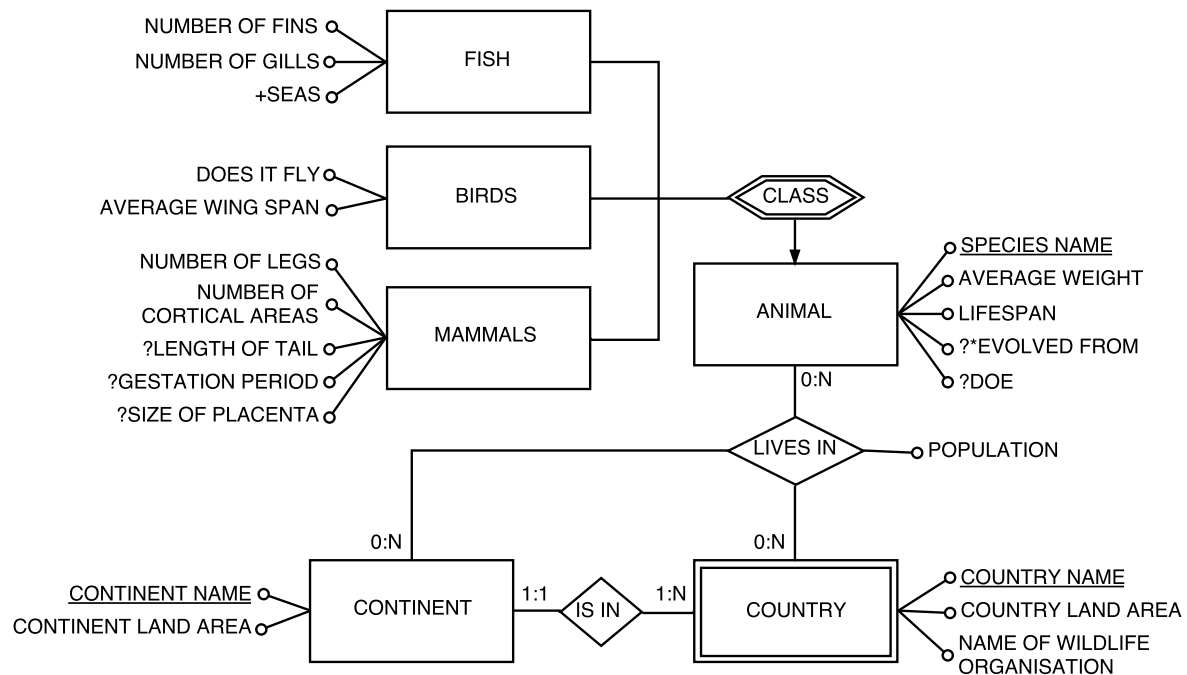 NUMBER OF FINS
NUMBER OF GILLS
+SEAS
FISH
DOES IT FLY
AVERAGE WING SPAN
BIRDS
CLASS
NUMBER OF LEGS
NUMBER OF
CORTICAL AREAS
?LENGTH OF TAIL
?GESTATION PERIOD
?SIZE OF PLACENTA
MAMMALS
ANIMAL
SPECIES NAME
AVERAGE WEIGHT
LIFESPAN
?*EVOLVED FROM
?DOE
0:N
LIVES IN
POPULATION
0:N
0:N
CONTINENT NAME
CONTINENT LAND AREA
CONTINENT
1:1
IS IN
1:N
COUNTRY
COUNTRY NAME
COUNTRY LAND AREA
NAME OF WILDLIFE
ORGANISATION